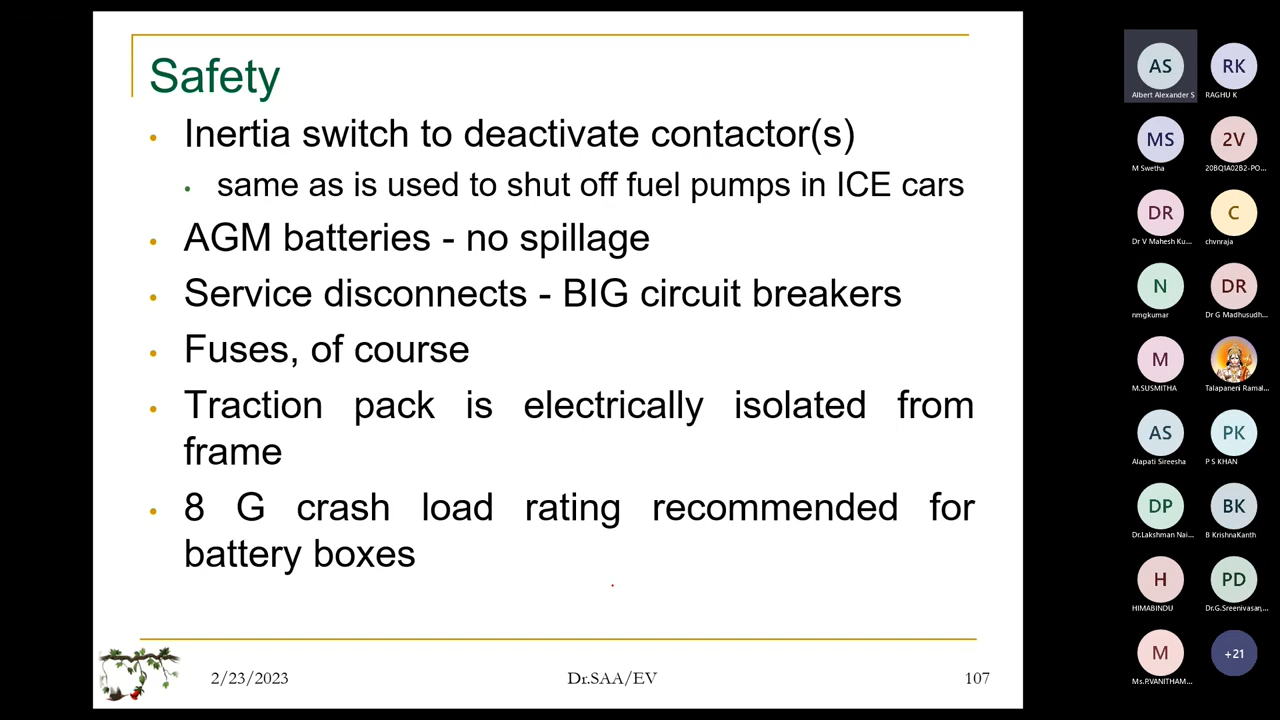 Safety
• Inertia switch to deactivate contactor(s)
• same as is used to shut off fuel pumps in ICE cars
• AGM batteries - no spillage
• Service disconnects - BIG circuit breakers
• Fuses, of course
• Traction pack is electrically isolated from
frame
• 8 G crash load rating recommended for
battery boxes
2/23/2023
Dr.SAA/EV
107
AS
Albert Alexander S
RK
RAGHU K
MS
M Swetha
2V
20BQ1A02B2-PO...
DR
Dr V Mahesh Ku...
C
chvnraja
N
nmgkumar
DR
Dr G Madhusudh...
M
M.SUSMITHA
Talapaneni Ramal...
AS
Alapati Sireesha
PK
P S KHAN
DP
Dr.Lakshman Nai...
BK
B KrishnaKanth
H
HIMABINDU
PD
Dr.G.Sreenivasan,...
M
Ms.P.VANITHAM...
+21